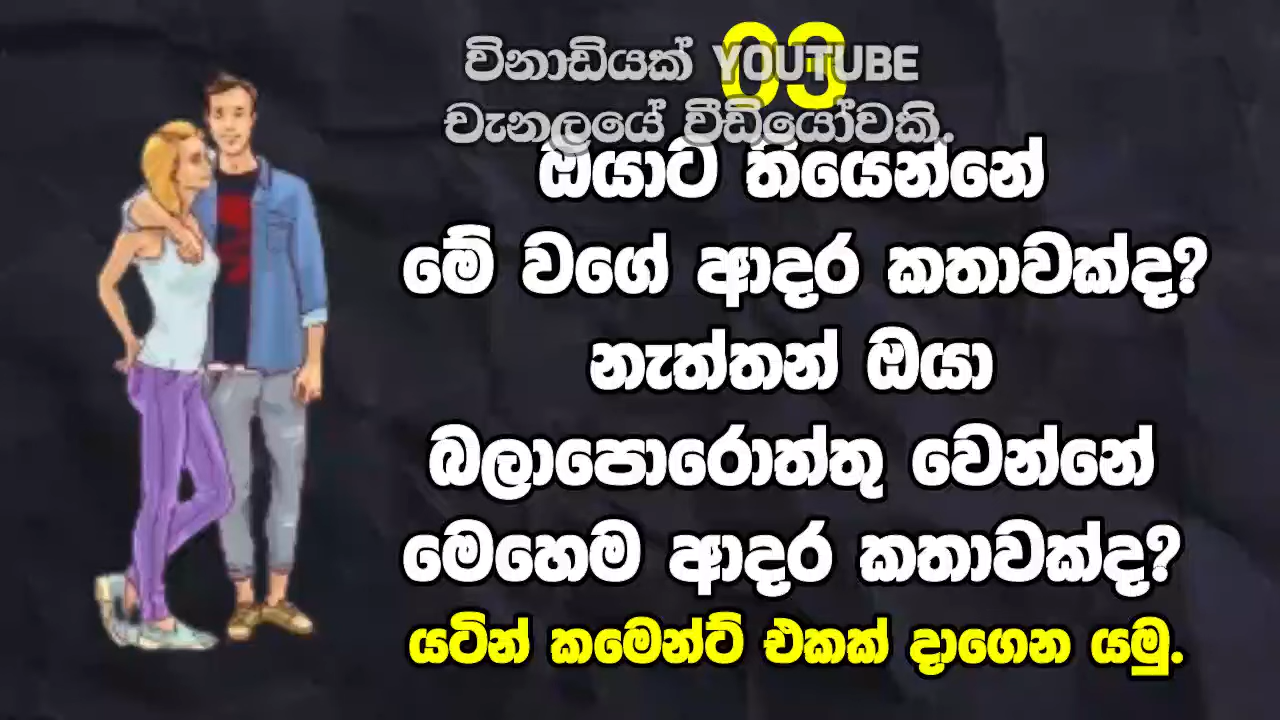 03
විනාඩියක් YOUTUBE
චැනලයේ වීඩියෝවකි.
ඔයාට තියෙන්නේ
මේ වගේ ආදර කතාවක්ද?
නැත්තන් ඔයා
බලාපොරොත්තු වෙන්නේ
මෙහෙම ආදර කතාවක්ද?
යටින් කමෙන්ට් එකක් දාගෙන යමු.